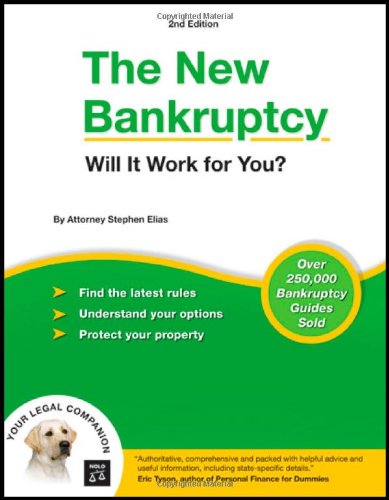 Copyrighted Material
2nd Edition
The New
Bankruptcy
Will It Work for You?
By Attorney Stephen Elias
Over
250,000
Bankruptcy
Guides
Sold
Find the latest rules
Understand your options
Protect your property
YOUR LEGAL COMPANION
NOLO
"Authoritative, comprehensive and packed with helpful advice and
useful information, including state-specific details."
Eric Tyson, author of Personal Finance for Dummies
Copyrighted Material